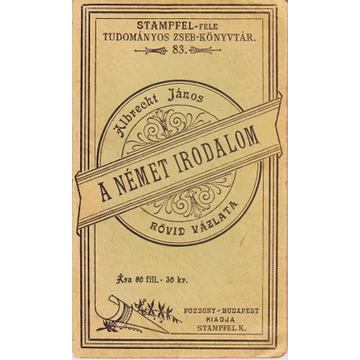 STAMPFEL-FÉLE
TUDOMÁNYOS ZSEB-KÖNYVTÁR.
83.
Albrecht János
A NÉMET IRODALOM
RÖVID VÁZLATA
Ára 60 fill. - 30 kr.
POZSONY-BUDAPEST
KIADJA
STAMPFEL K.